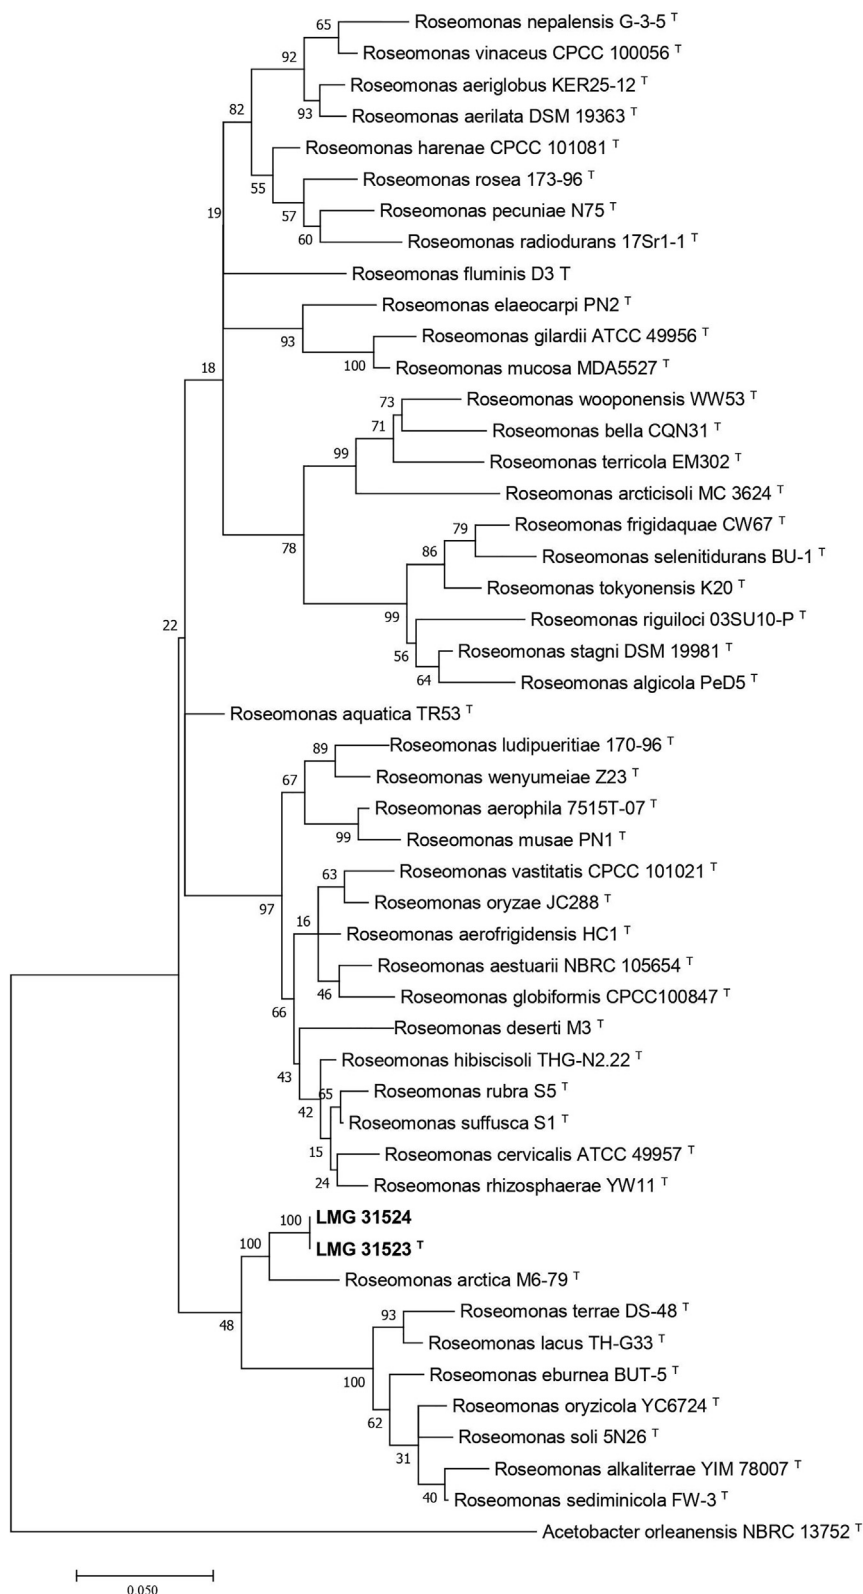 65
Roseomonas nepalensis G-3-5 T
92
Roseomonas vinaceus CPCC 100056 T
Roseomonas aeriglobus KER25-12 T
82
93
Roseomonas aerilata DSM 19363 T
Roseomonas harenae CPCC 101081 T
55
Roseomonas rosea 173-96 T
19
57
Roseomonas pecuniae N75 T
60
Roseomonas radiodurans 17Sr1-1 T
Roseomonas fluminis D3 T
Roseomonas elaeocarpi PN2 T
93
Roseomonas gilardii ATCC 49956 T
18
100
Roseomonas mucosa MDA5527 T
73
Roseomonas wooponensis WW53 T
71
Roseomonas bella CQN31 T
99
Roseomonas terricola EM302 T
Roseomonas arcticisoli MC 3624 T
79
Roseomonas frigidaquae CW67 T
78
86
Roseomonas selenitidurans BU-1 T
Roseomonas tokyonensis K20 T
99
Roseomonas riguiloci 03SU10-P T
22
56
Roseomonas stagni DSM 19981 T
64
Roseomonas algicola PeD5 T
Roseomonas aquatica TR53 T
89
Roseomonas ludipueritiae 170-96 T
67
Roseomonas wenyumeiae Z23 T
Roseomonas aerophila 7515T-07 T
99
Roseomonas musae PN1 T
63
Roseomonas vastitatis CPCC 101021 T
97
Roseomonas oryzae JC288 T
16
Roseomonas aerofrigidensis HC1 T
Roseomonas aestuarii NBRC 105654 T
46
Roseomonas globiformis CPCC100847 T
66
Roseomonas deserti M3 T
Roseomonas hibiscisoli THG-N2.22 T
43
65
Roseomonas rubra S5 T
42
Roseomonas suffusca S1 T
15
Roseomonas cervicalis ATCC 49957 T
24
Roseomonas rhizosphaerae YW11 T
100
LMG 31524
100
LMG 31523 T
Roseomonas arctica M6-79 T
48
93
Roseomonas terrae DS-48 T
Roseomonas lacus TH-G33 T
100
Roseomonas eburnea BUT-5 T
62
Roseomonas oryzicola YC6724 T
Roseomonas soli 5N26 T
31
Roseomonas alkaliterrae YIM 78007 T
40
Roseomonas sediminicola FW-3 T
Acetobacter orleanensis NBRC 13752 T
0.050